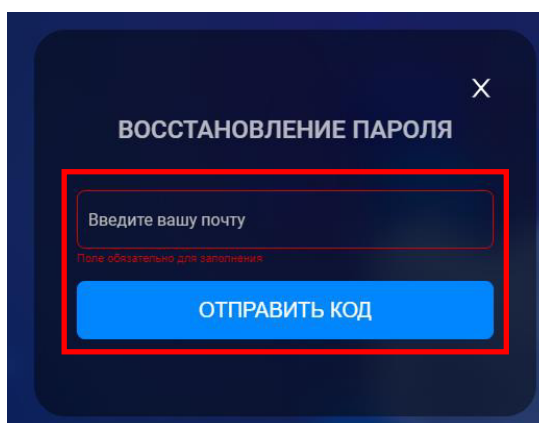 X
ВОССТАНОВЛЕНИЕ ПАРОЛЯ
Введите вашу почту
Поле обязательно для заполнения
ОТПРАВИТЬ КОД